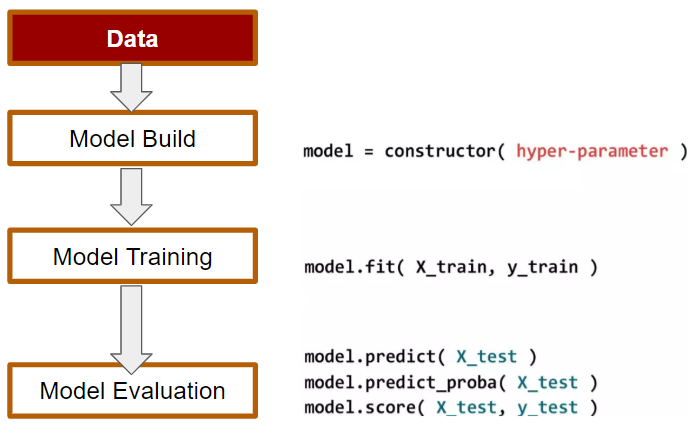 Data
Model Build
model = constructor( hyper-parameter )
Model Training
model.fit( X_train, y_train )
Model Evaluation
model.predict( X_test )
model.predict_proba( X_test )
model.score( X_test, y_test )